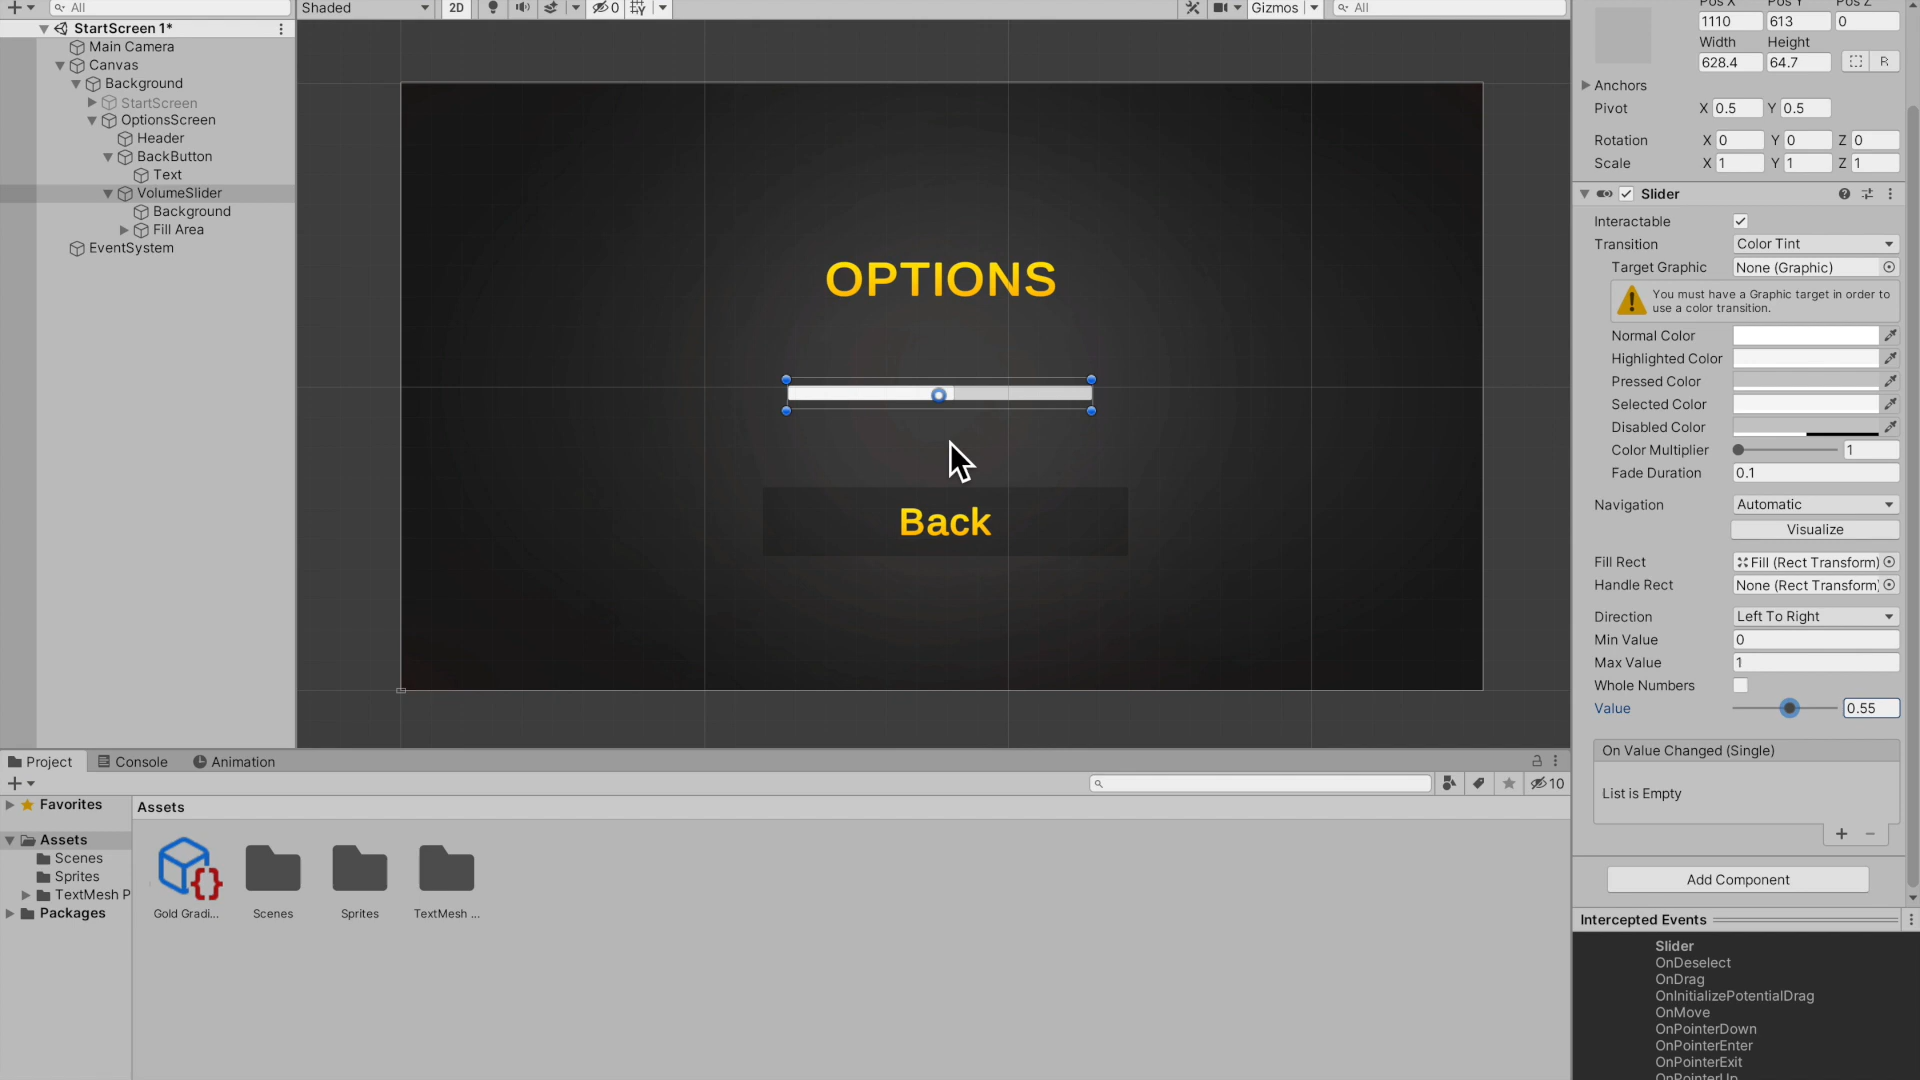 All
StartScreen 1*
Main Camera
Canvas
Background
StartScreen
OptionsScreen
Header
BackButton
Text
VolumeSlider
Background
Fill Area
EventSystem
Shaded
2D
0
Gizmos
All
OPTIONS
Back
Pos X Pos Y Pos Z
1110 613 0
Width Height
628.4 64.7 R
Anchors
Pivot X 0.5 Y 0.5
Rotation X 0 Y 0 Z 0
Scale X 1 Y 1 Z 1
Slider
Interactable
Transition Color Tint
Target Graphic None (Graphic)
You must have a Graphic target in order to
use a color transition.
Normal Color
Highlighted Color
Pressed Color
Selected Color
Disabled Color
Color Multiplier 1
Fade Duration 0.1
Navigation Automatic
Visualize
Fill Rect Fill (Rect Transform)
Handle Rect None (Rect Transform)
Direction Left To Right
Min Value 0
Max Value 1
Whole Numbers
Value 0.55
On Value Changed (Single)
List is Empty
+ −
Add Component
Intercepted Events
Slider
OnDeselect
OnDrag
OnInitializePotentialDrag
OnMove
OnPointerDown
OnPointerEnter
OnPointerExit
OnPointerUp
Project Console Animation
10
Favorites
Assets
Scenes
Sprites
TextMesh P
Packages
Assets
Gold Gradi... Scenes Sprites TextMesh ...